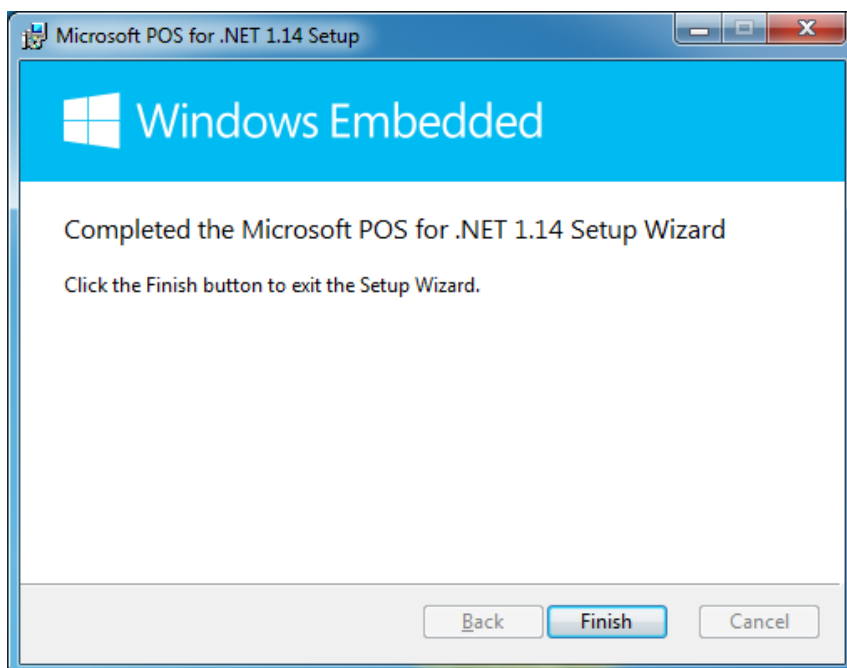 Microsoft POS for .NET 1.14 Setup
Windows Embedded
Completed the Microsoft POS for .NET 1.14 Setup Wizard
Click the Finish button to exit the Setup Wizard.
Back Finish Cancel